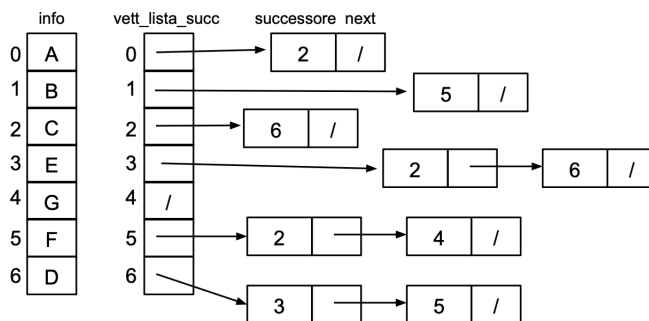 info vett_lista_succ successore next
0 A 0 2 /
1 B 1 5 /
2 C 2 6 /
3 E 3 2 6 /
4 G 4 /
5 F 5 2 4 /
6 D 6 3 5 /